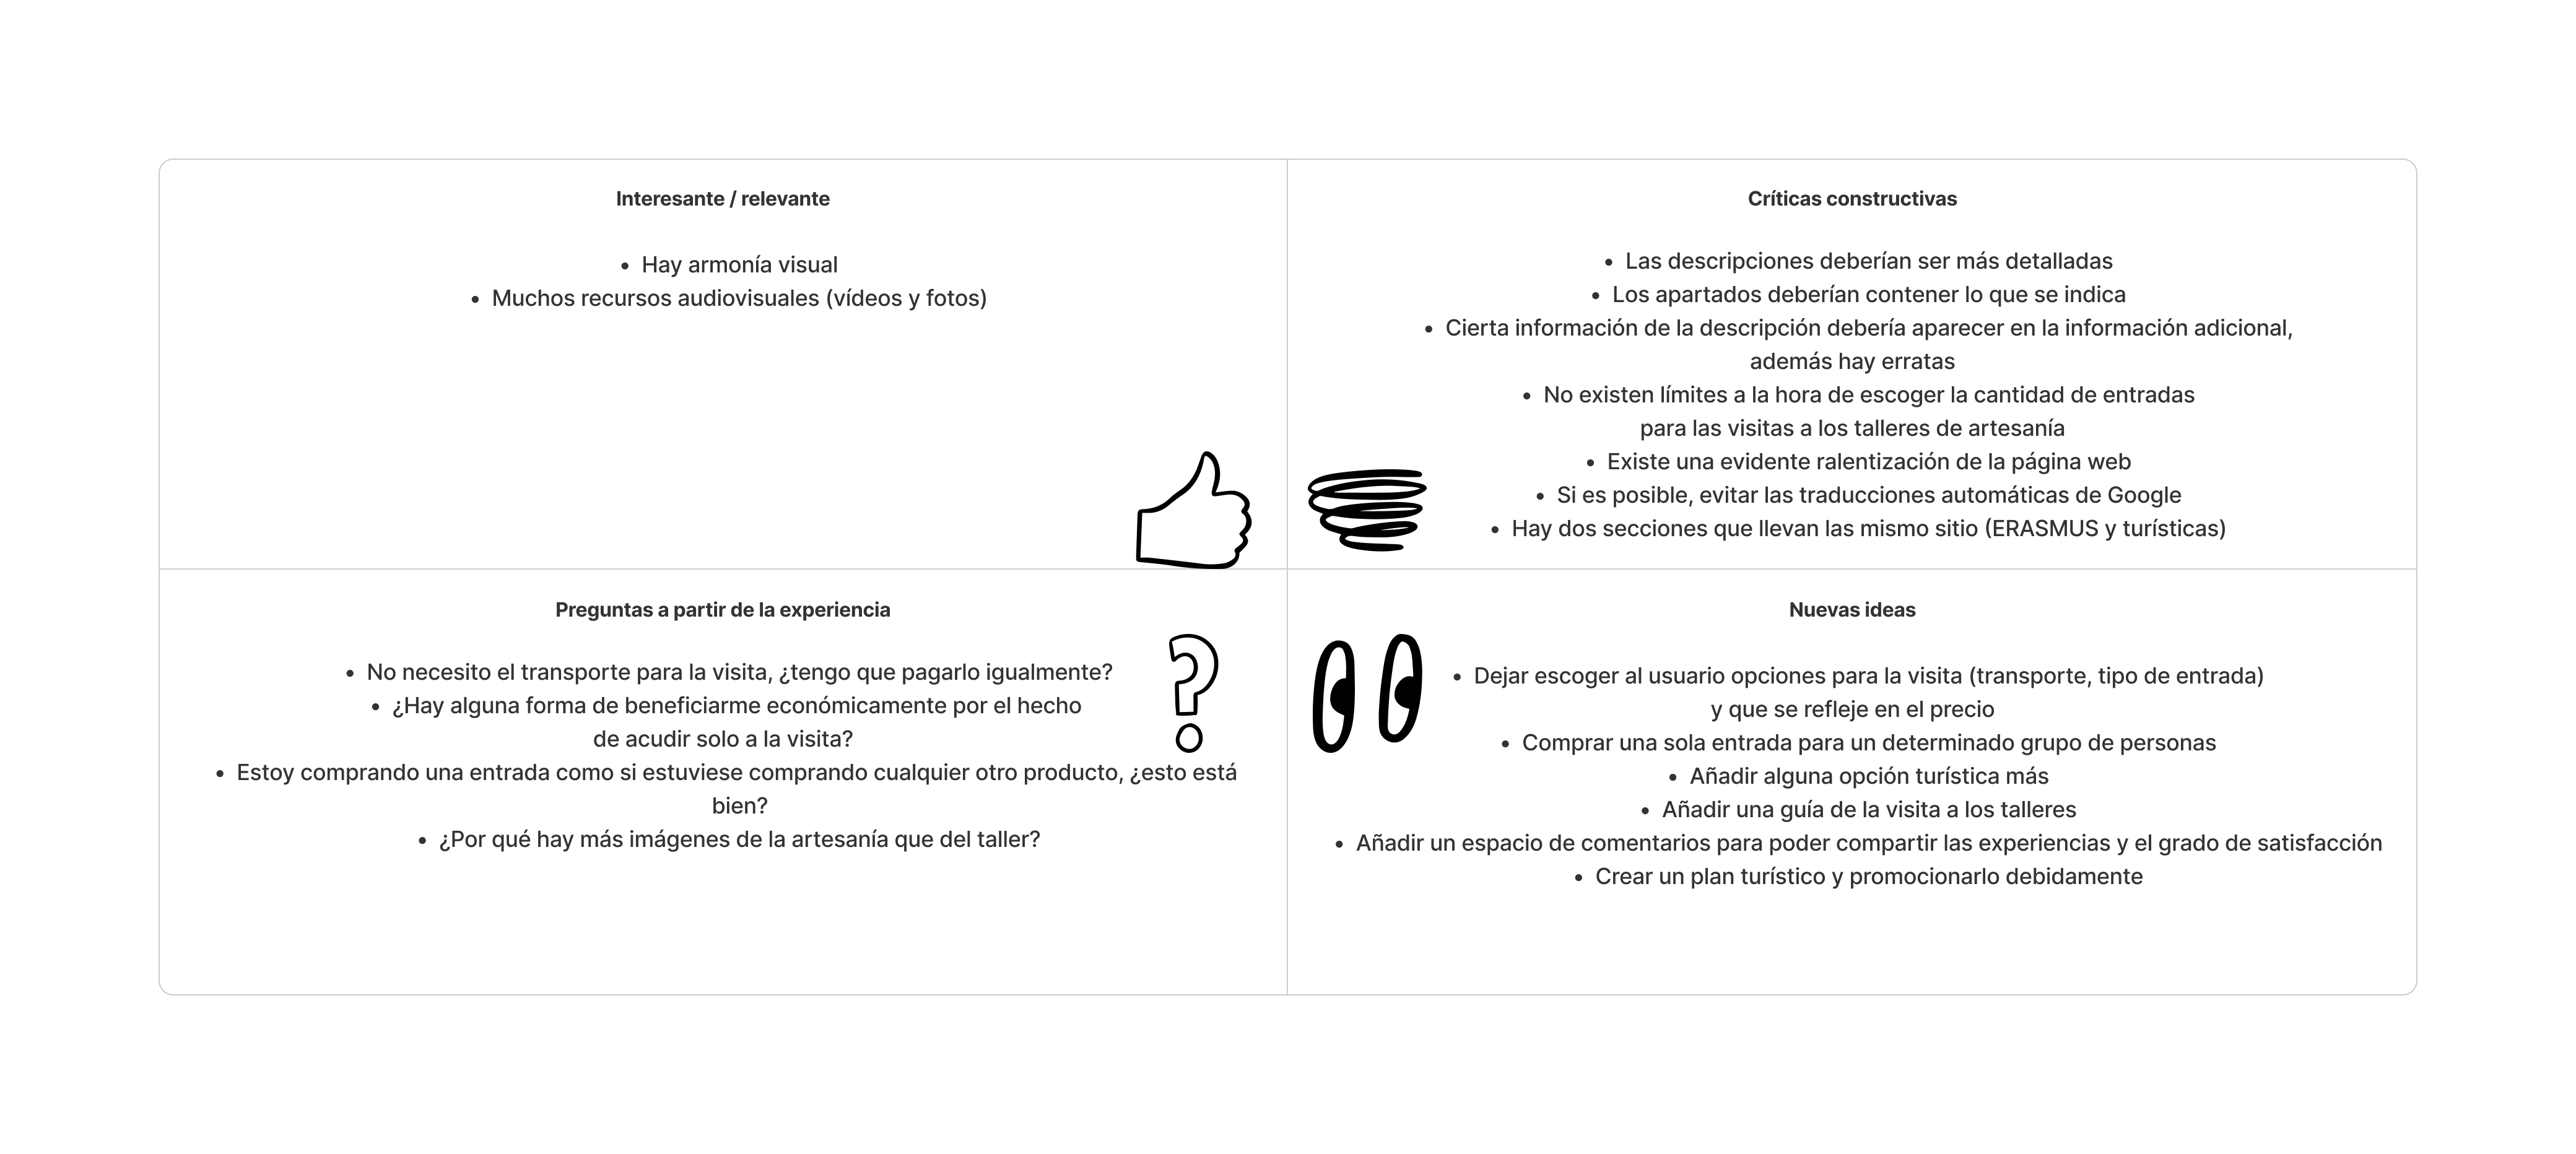 Interesante / relevante
• Hay armonía visual
• Muchos recursos audiovisuales (vídeos y fotos)
Críticas constructivas
• Las descripciones deberían ser más detalladas
• Los apartados deberían contener lo que se indica
• Cierta información de la descripción debería aparecer en la información adicional,
además hay erratas
• No existen límites a la hora de escoger la cantidad de entradas
para las visitas a los talleres de artesanía
• Existe una evidente ralentización de la página web
• Si es posible, evitar las traducciones automáticas de Google
• Hay dos secciones que llevan las mismo sitio (ERASMUS y turísticas)
Preguntas a partir de la experiencia
• No necesito el transporte para la visita, ¿tengo que pagarlo igualmente?
• ¿Hay alguna forma de beneficiarme económicamente por el hecho
de acudir solo a la visita?
• Estoy comprando una entrada como si estuviese comprando cualquier otro producto, ¿esto está
bien?
• ¿Por qué hay más imágenes de la artesanía que del taller?
Nuevas ideas
• Dejar escoger al usuario opciones para la visita (transporte, tipo de entrada)
y que se refleje en el precio
• Comprar una sola entrada para un determinado grupo de personas
• Añadir alguna opción turística más
• Añadir una guía de la visita a los talleres
• Añadir un espacio de comentarios para poder compartir las experiencias y el grado de satisfacción
• Crear un plan turístico y promocionarlo debidamente